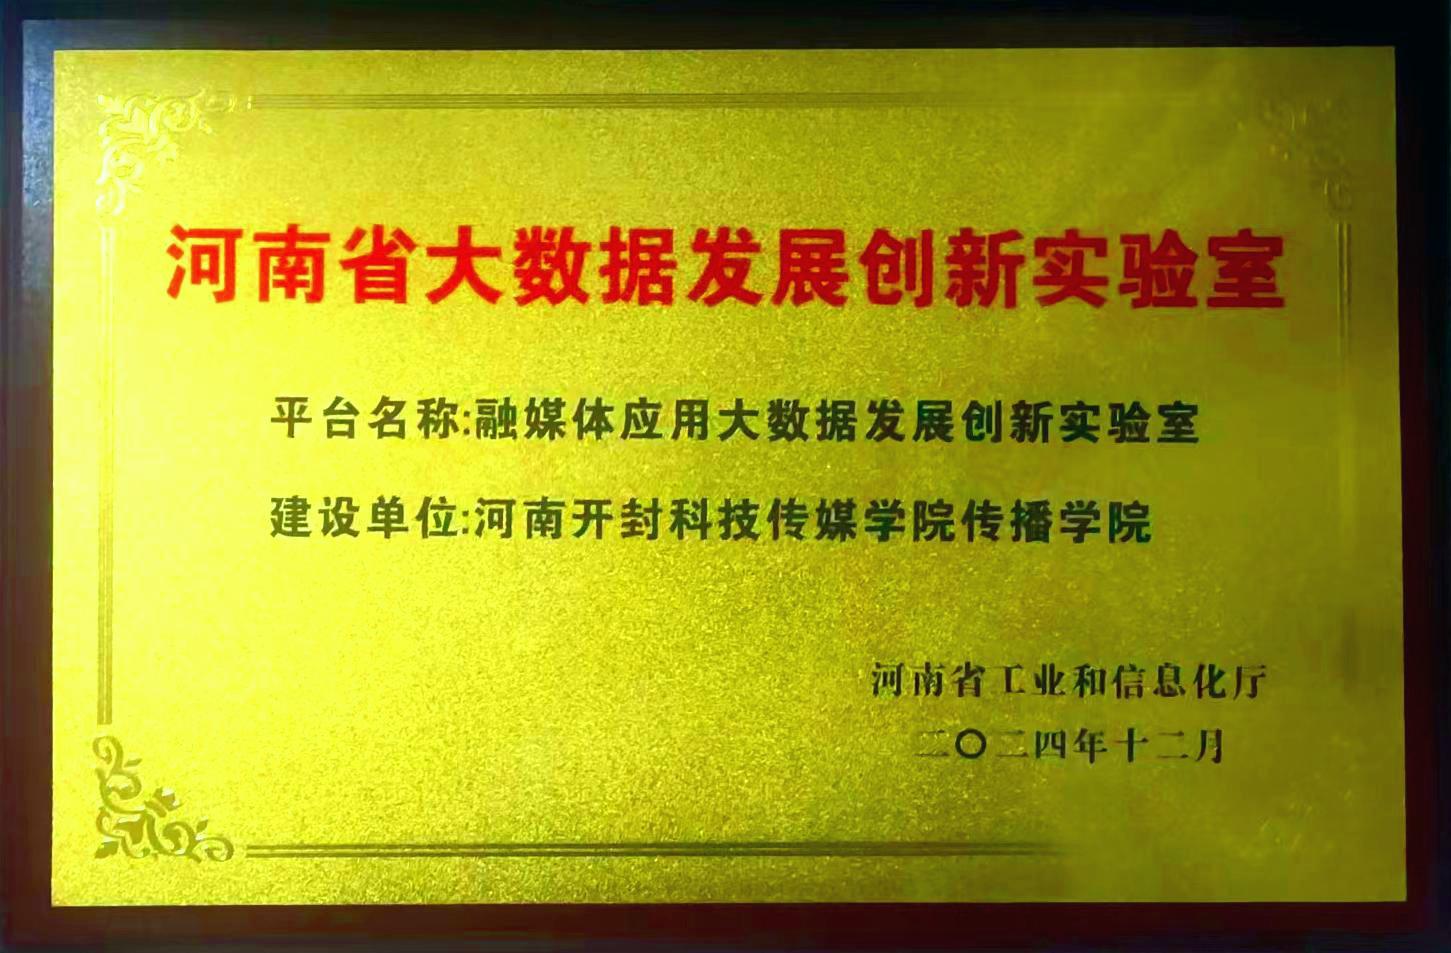 河南省大数据发展创新实验室
平台名称:融媒体应用大数据发展创新实验室
建设单位:河南开封科技传媒学院传播学院
河南省工业和信息化厅
二〇二四年十二月